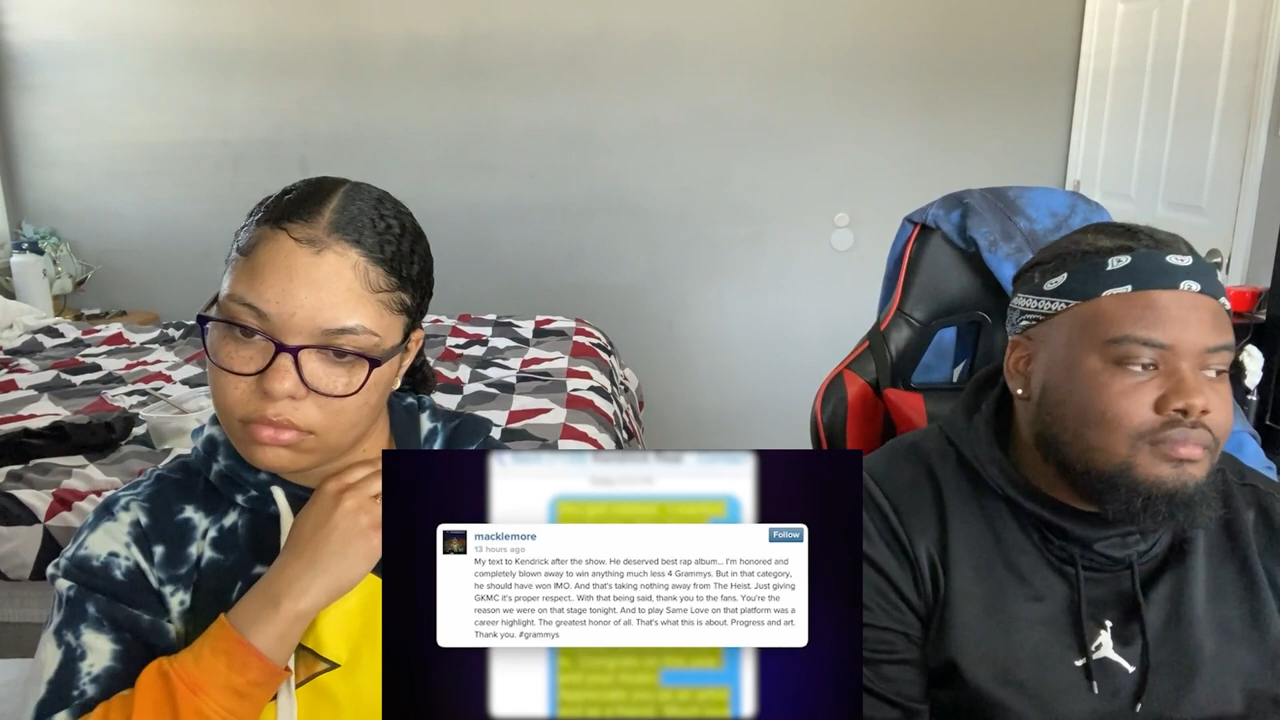 macklemore
Follow
13 hours ago
My text to Kendrick after the show. He deserved best rap album... I'm honored and
completely blown away to win anything much less 4 Grammys. But in that category,
he should have won IMO. And that's taking nothing away from The Heist. Just giving
GKMC it's proper respect.. With that being said, thank you to the fans. You're the
reason we were on that stage tonight. And to play Same Love on that platform was a
career highlight. The greatest honor of all. That's what this is about. Progress and art.
Thank you. #grammys